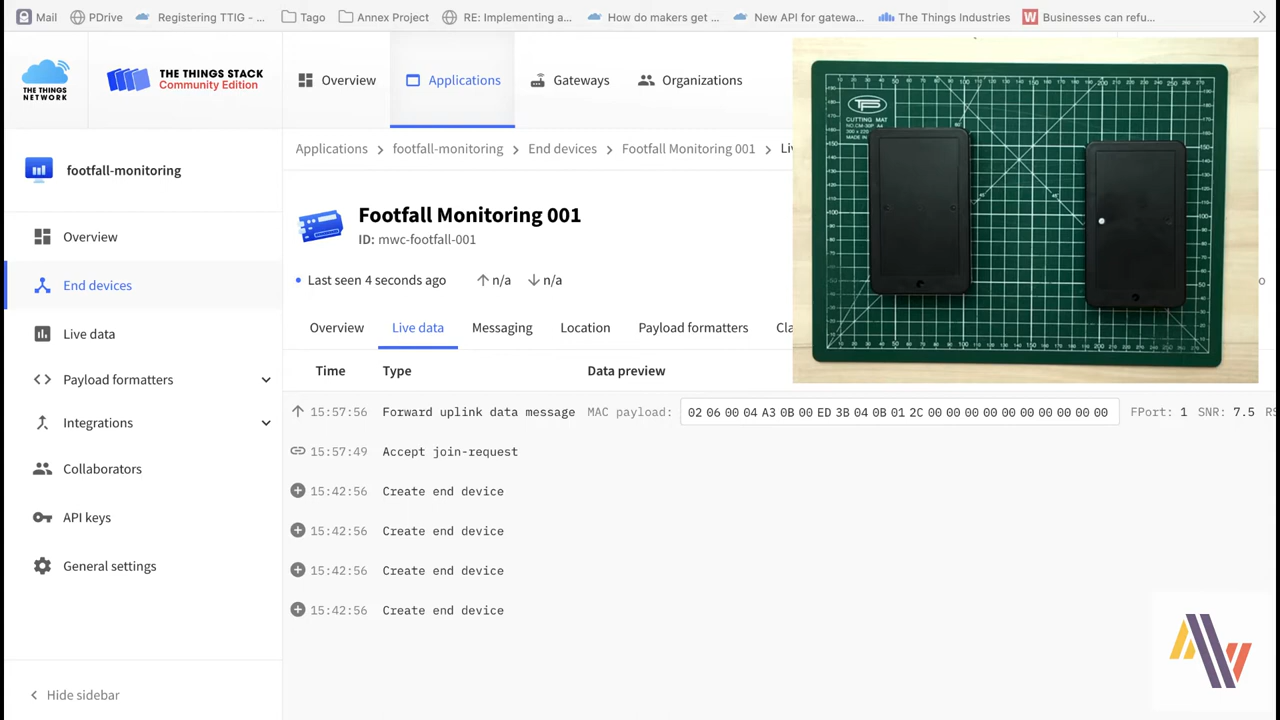 Mail PDrive Registering TTIG - ... Tago Annex Project RE: Implementing a... How do makers get ... New API for gatewa... The Things Industries W Businesses can refu...
THE THINGS NETWORK
THE THINGS STACK
Community Edition
Overview Applications Gateways Organizations
Applications > footfall-monitoring > End devices > Footfall Monitoring 001 > Li
footfall-monitoring
Overview
End devices
Live data
Payload formatters
Integrations
Collaborators
API keys
General settings
Hide sidebar
Footfall Monitoring 001
ID: mwc-footfall-001
Last seen 4 seconds ago n/a n/a
Overview Live data Messaging Location Payload formatters Cla
Time Type Data preview
15:57:56 Forward uplink data message MAC payload: 02 06 00 04 A3 0B 00 ED 3B 04 0B 01 2C 00 00 00 00 00 00 00 00 00 00 FPort: 1 SNR: 7.5 RS
15:57:49 Accept join-request
15:42:56 Create end device
15:42:56 Create end device
15:42:56 Create end device
15:42:56 Create end device
CUTTING MAT